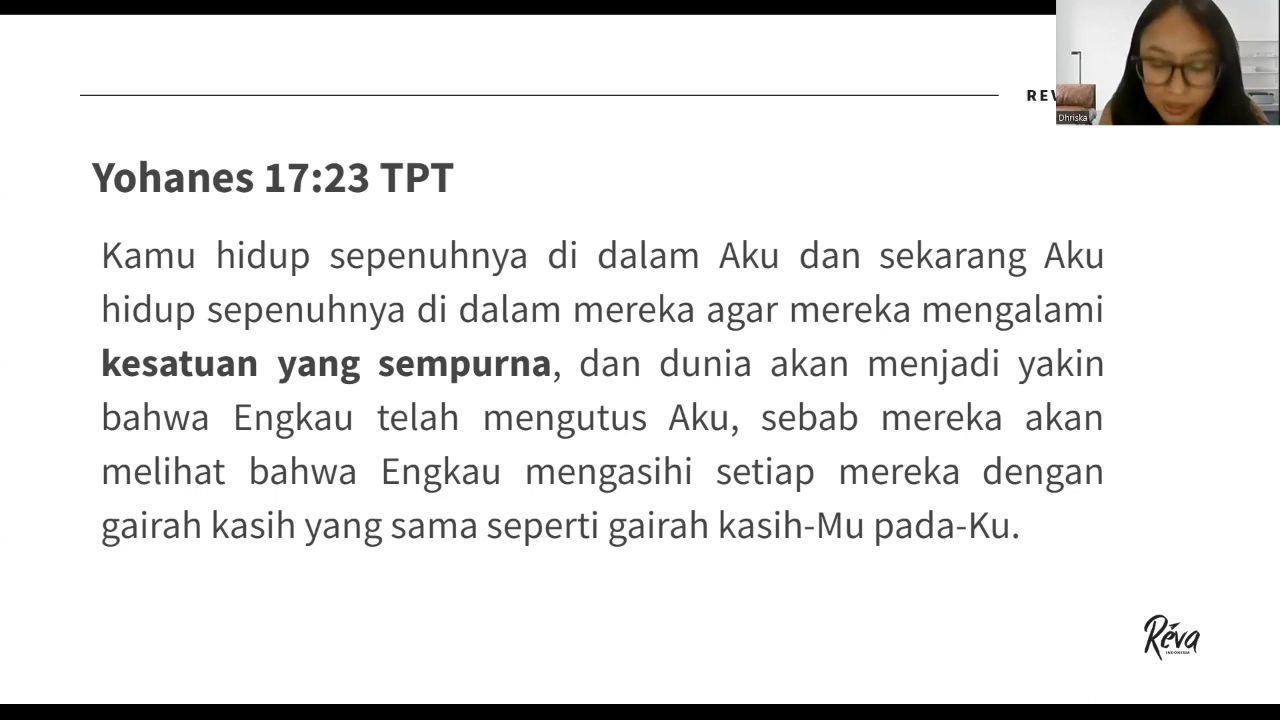 REV
Dhriska
Yohanes 17:23 TPT
Kamu hidup sepenuhnya di dalam Aku dan sekarang Aku
hidup sepenuhnya di dalam mereka agar mereka mengalami
kesatuan yang sempurna, dan dunia akan menjadi yakin
bahwa Engkau telah mengutus Aku, sebab mereka akan
melihat bahwa Engkau mengasihi setiap mereka dengan
gairah kasih yang sama seperti gairah kasih-Mu pada-Ku.
Réva
INDONESIA